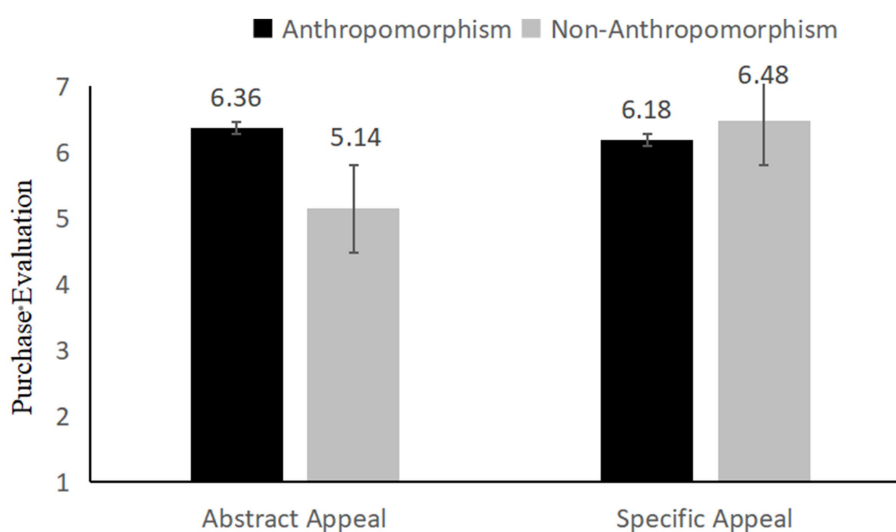 Anthropomorphism Non-Anthropomorphism
7
6
5
4
3
2
1
Purchase Evaluation
6.36
5.14
6.18
6.48
Abstract Appeal
Specific Appeal